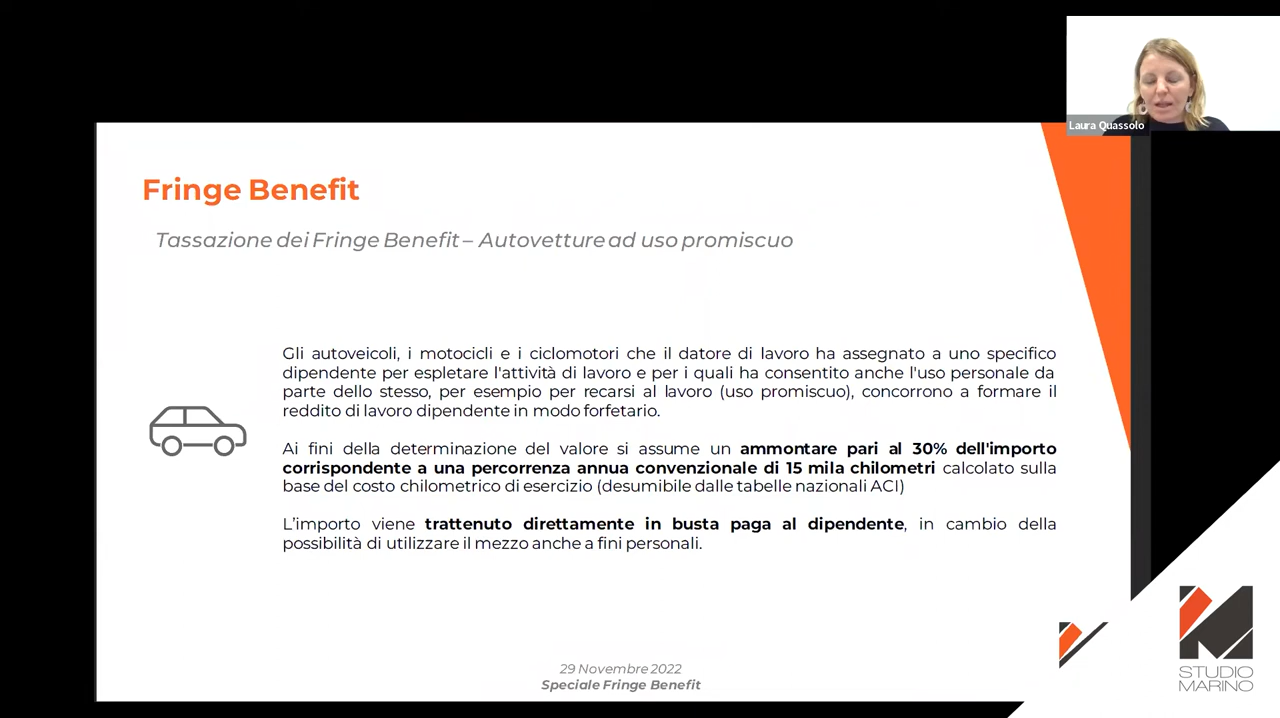 Laura Quassolo
Fringe Benefit
Tassazione dei Fringe Benefit – Autovetture ad uso promiscuo
Gli autoveicoli, i motocicli e i ciclomotori che il datore di lavoro ha assegnato a uno specifico
dipendente per espletare l'attività di lavoro e per i quali ha consentito anche l'uso personale da
parte dello stesso, per esempio per recarsi al lavoro (uso promiscuo), concorrono a formare il
reddito di lavoro dipendente in modo forfetario.
Ai fini della determinazione del valore si assume un ammontare pari al 30% dell'importo
corrispondente a una percorrenza annua convenzionale di 15 mila chilometri calcolato sulla
base del costo chilometrico di esercizio (desumibile dalle tabelle nazionali ACI)
L’importo viene trattenuto direttamente in busta paga al dipendente, in cambio della
possibilità di utilizzare il mezzo anche a fini personali.
29 Novembre 2022
Speciale Fringe Benefit
STUDIO
MARINO